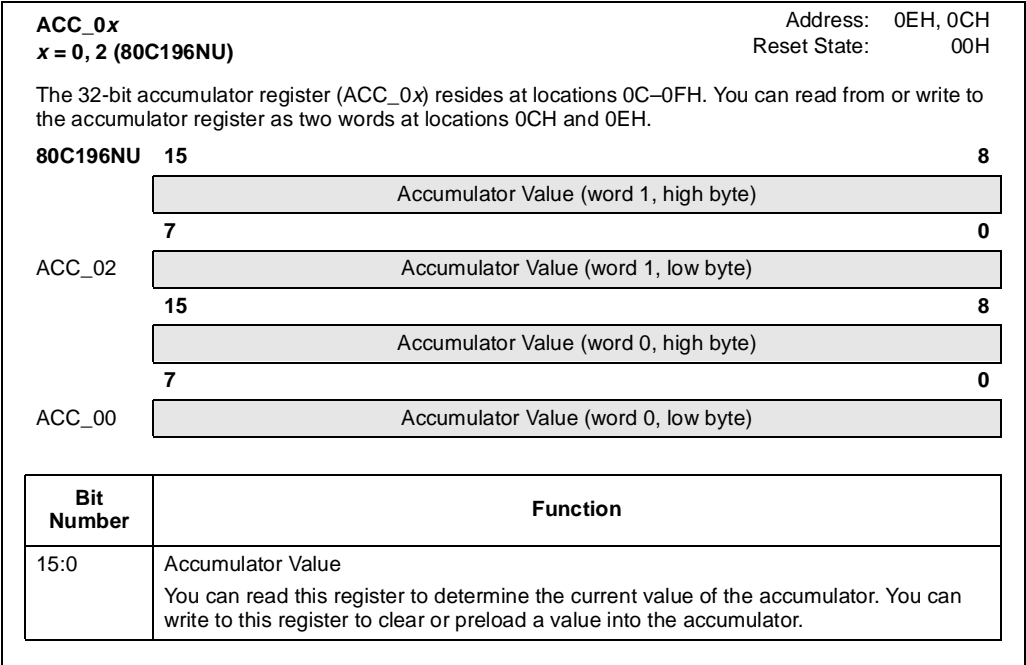 ACC_0x Address: 0EH, 0CH
x = 0, 2 (80C196NU) Reset State: 00H
The 32-bit accumulator register (ACC_0x) resides at locations 0C–0FH. You can read from or write to
the accumulator register as two words at locations 0CH and 0EH.
80C196NU 15 8
Accumulator Value (word 1, high byte)
7 0
ACC_02 Accumulator Value (word 1, low byte)
15 8
Accumulator Value (word 0, high byte)
7 0
ACC_00 Accumulator Value (word 0, low byte)
Bit
Number
Function
15:0 Accumulator Value
You can read this register to determine the current value of the accumulator. You can
write to this register to clear or preload a value into the accumulator.